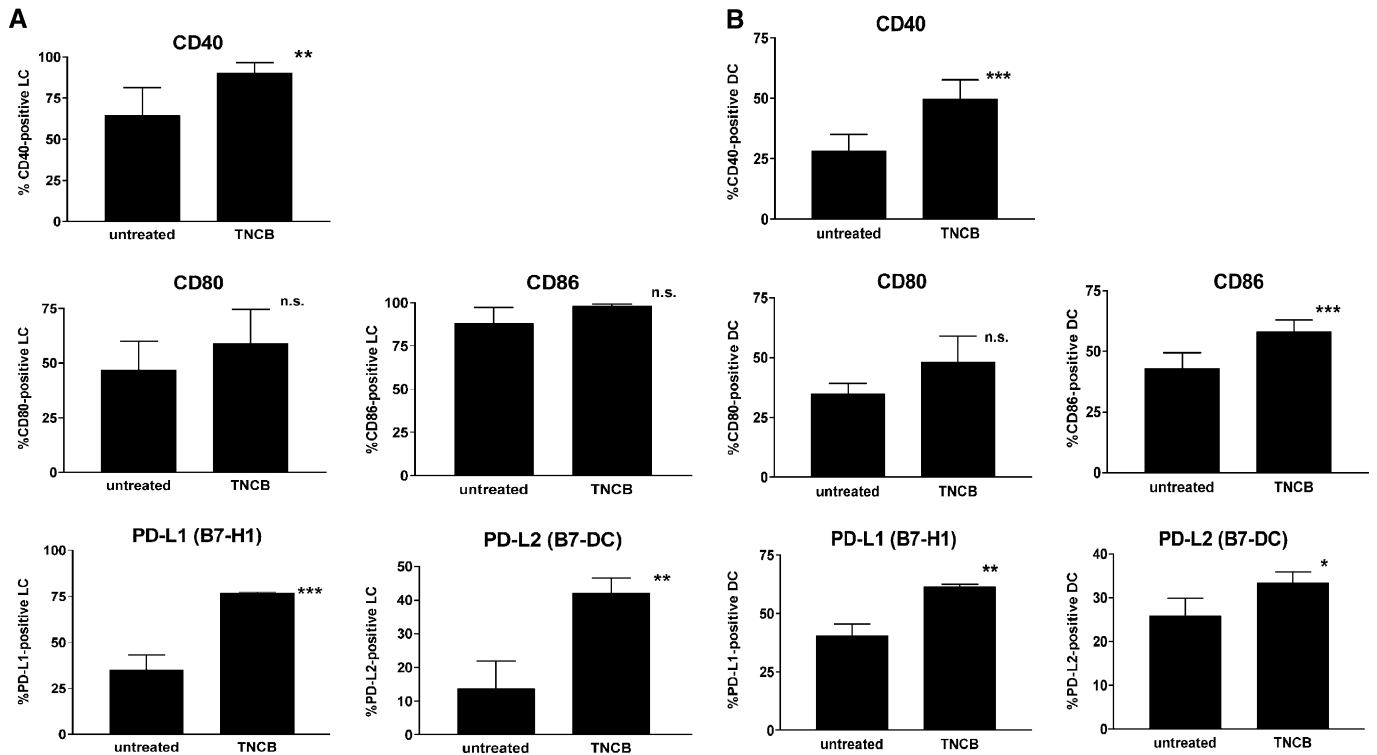 A
CD40
**
% CD40-positive LC
100
75
50
25
0
untreated
TNCB
CD80
n.s.
%CD80-positive LC
75
50
25
0
untreated
TNCB
CD86
n.s.
%CD86-positive LC
100
75
50
25
0
untreated
TNCB
PD-L1 (B7-H1)
***
%PD-L1-positive LC
100
75
50
25
0
untreated
TNCB
PD-L2 (B7-DC)
**
%PD-L2-positive LC
50
40
30
20
10
0
untreated
TNCB
B
CD40
***
%CD40-positive DC
75
50
25
0
untreated
TNCB
CD80
n.s.
%CD80-positive DC
75
50
25
0
untreated
TNCB
CD86
***
%CD86-positive DC
75
50
25
0
untreated
TNCB
PD-L1 (B7-H1)
**
%PD-L1-positive DC
75
50
25
0
untreated
TNCB
PD-L2 (B7-DC)
*
%PD-L2-positive DC
40
30
20
10
0
untreated
TNCB